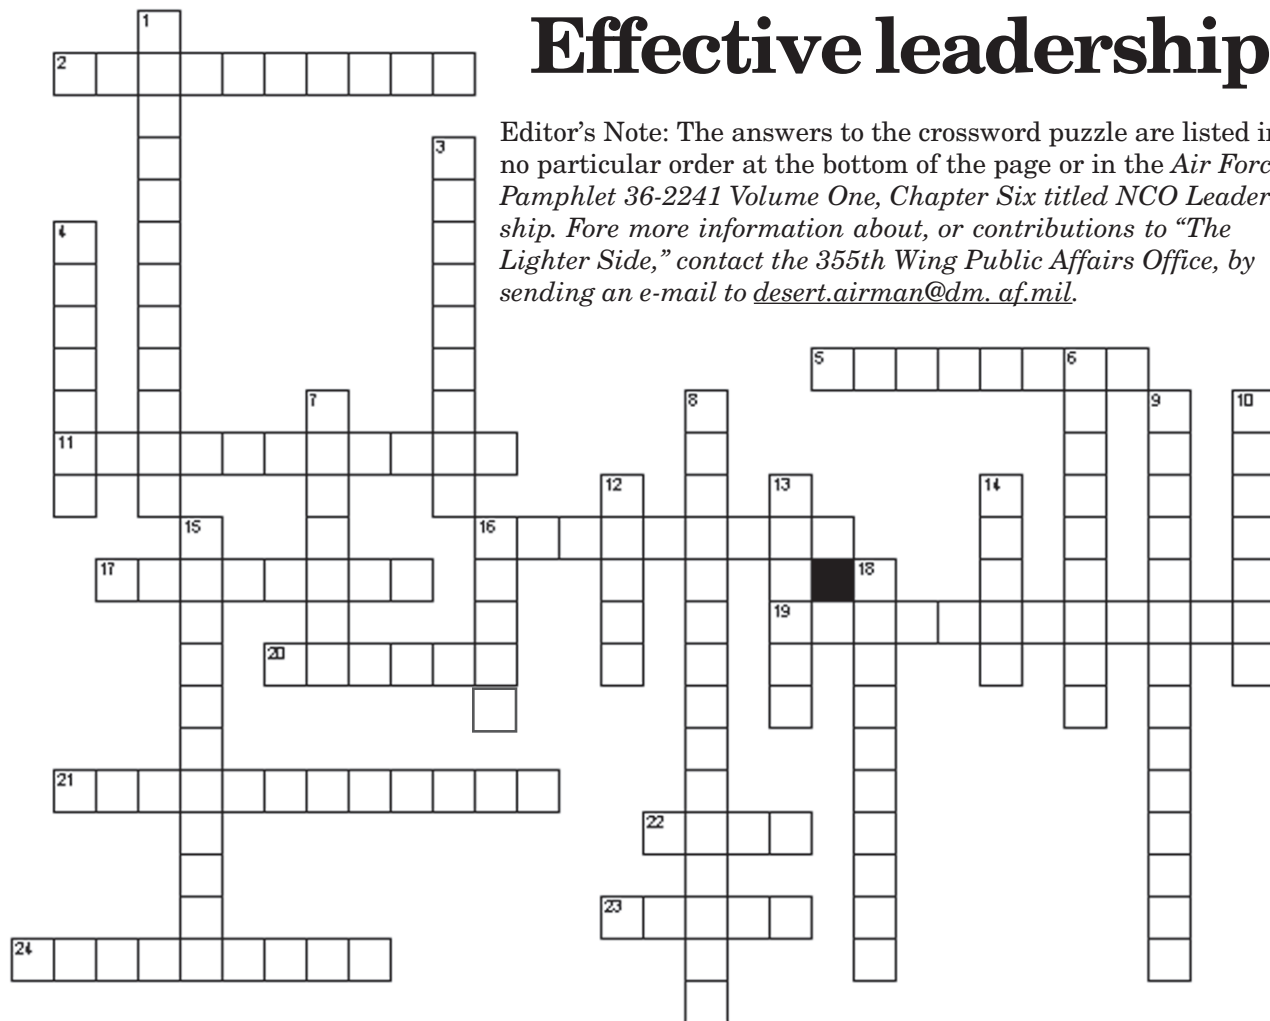 Effective leadership
Editor's Note: The answers to the crossword puzzle are listed in
no particular order at the bottom of the page or in the Air Forc
Pamphlet 36-2241 Volume One, Chapter Six titled NCO Leader
ship. Fore more information about, or contributions to “The
Lighter Side,” contact the 355th Wing Public Affairs Office, by
sending an e-mail to desert.airman@dm. af.mil.
1
2
3
4
5 6
7 8 9 10
11
12 13 14
15 16
17 18
19
20
21
22
23
24